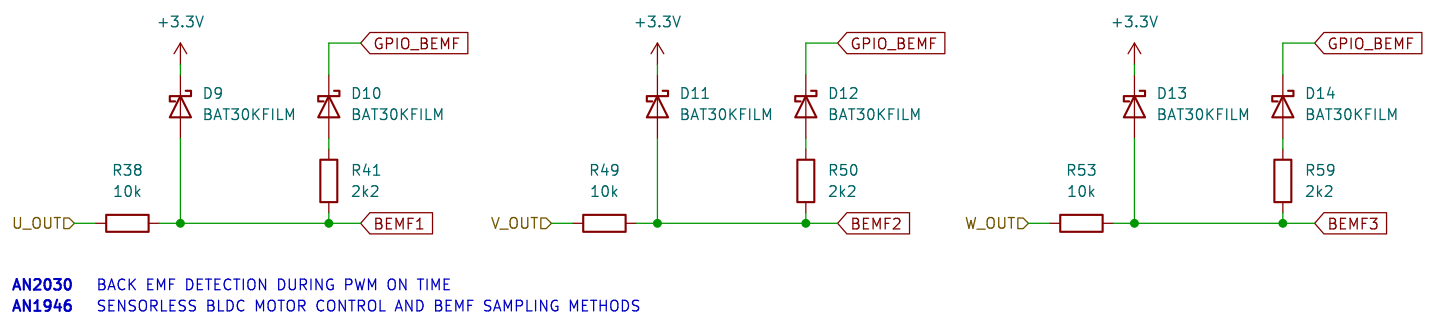 +3.3V
GPIO_BEMF
D9
BAT30KFILM
D10
BAT30KFILM
R38
10k
R41
2k2
U_OUT
BEMF1
+3.3V
GPIO_BEMF
D11
BAT30KFILM
D12
BAT30KFILM
R49
10k
R50
2k2
V_OUT
BEMF2
+3.3V
GPIO_BEMF
D13
BAT30KFILM
D14
BAT30KFILM
R53
10k
R59
2k2
W_OUT
BEMF3
AN2030 BACK EMF DETECTION DURING PWM ON TIME
AN1946 SENSORLESS BLDC MOTOR CONTROL AND BEMF SAMPLING METHODS